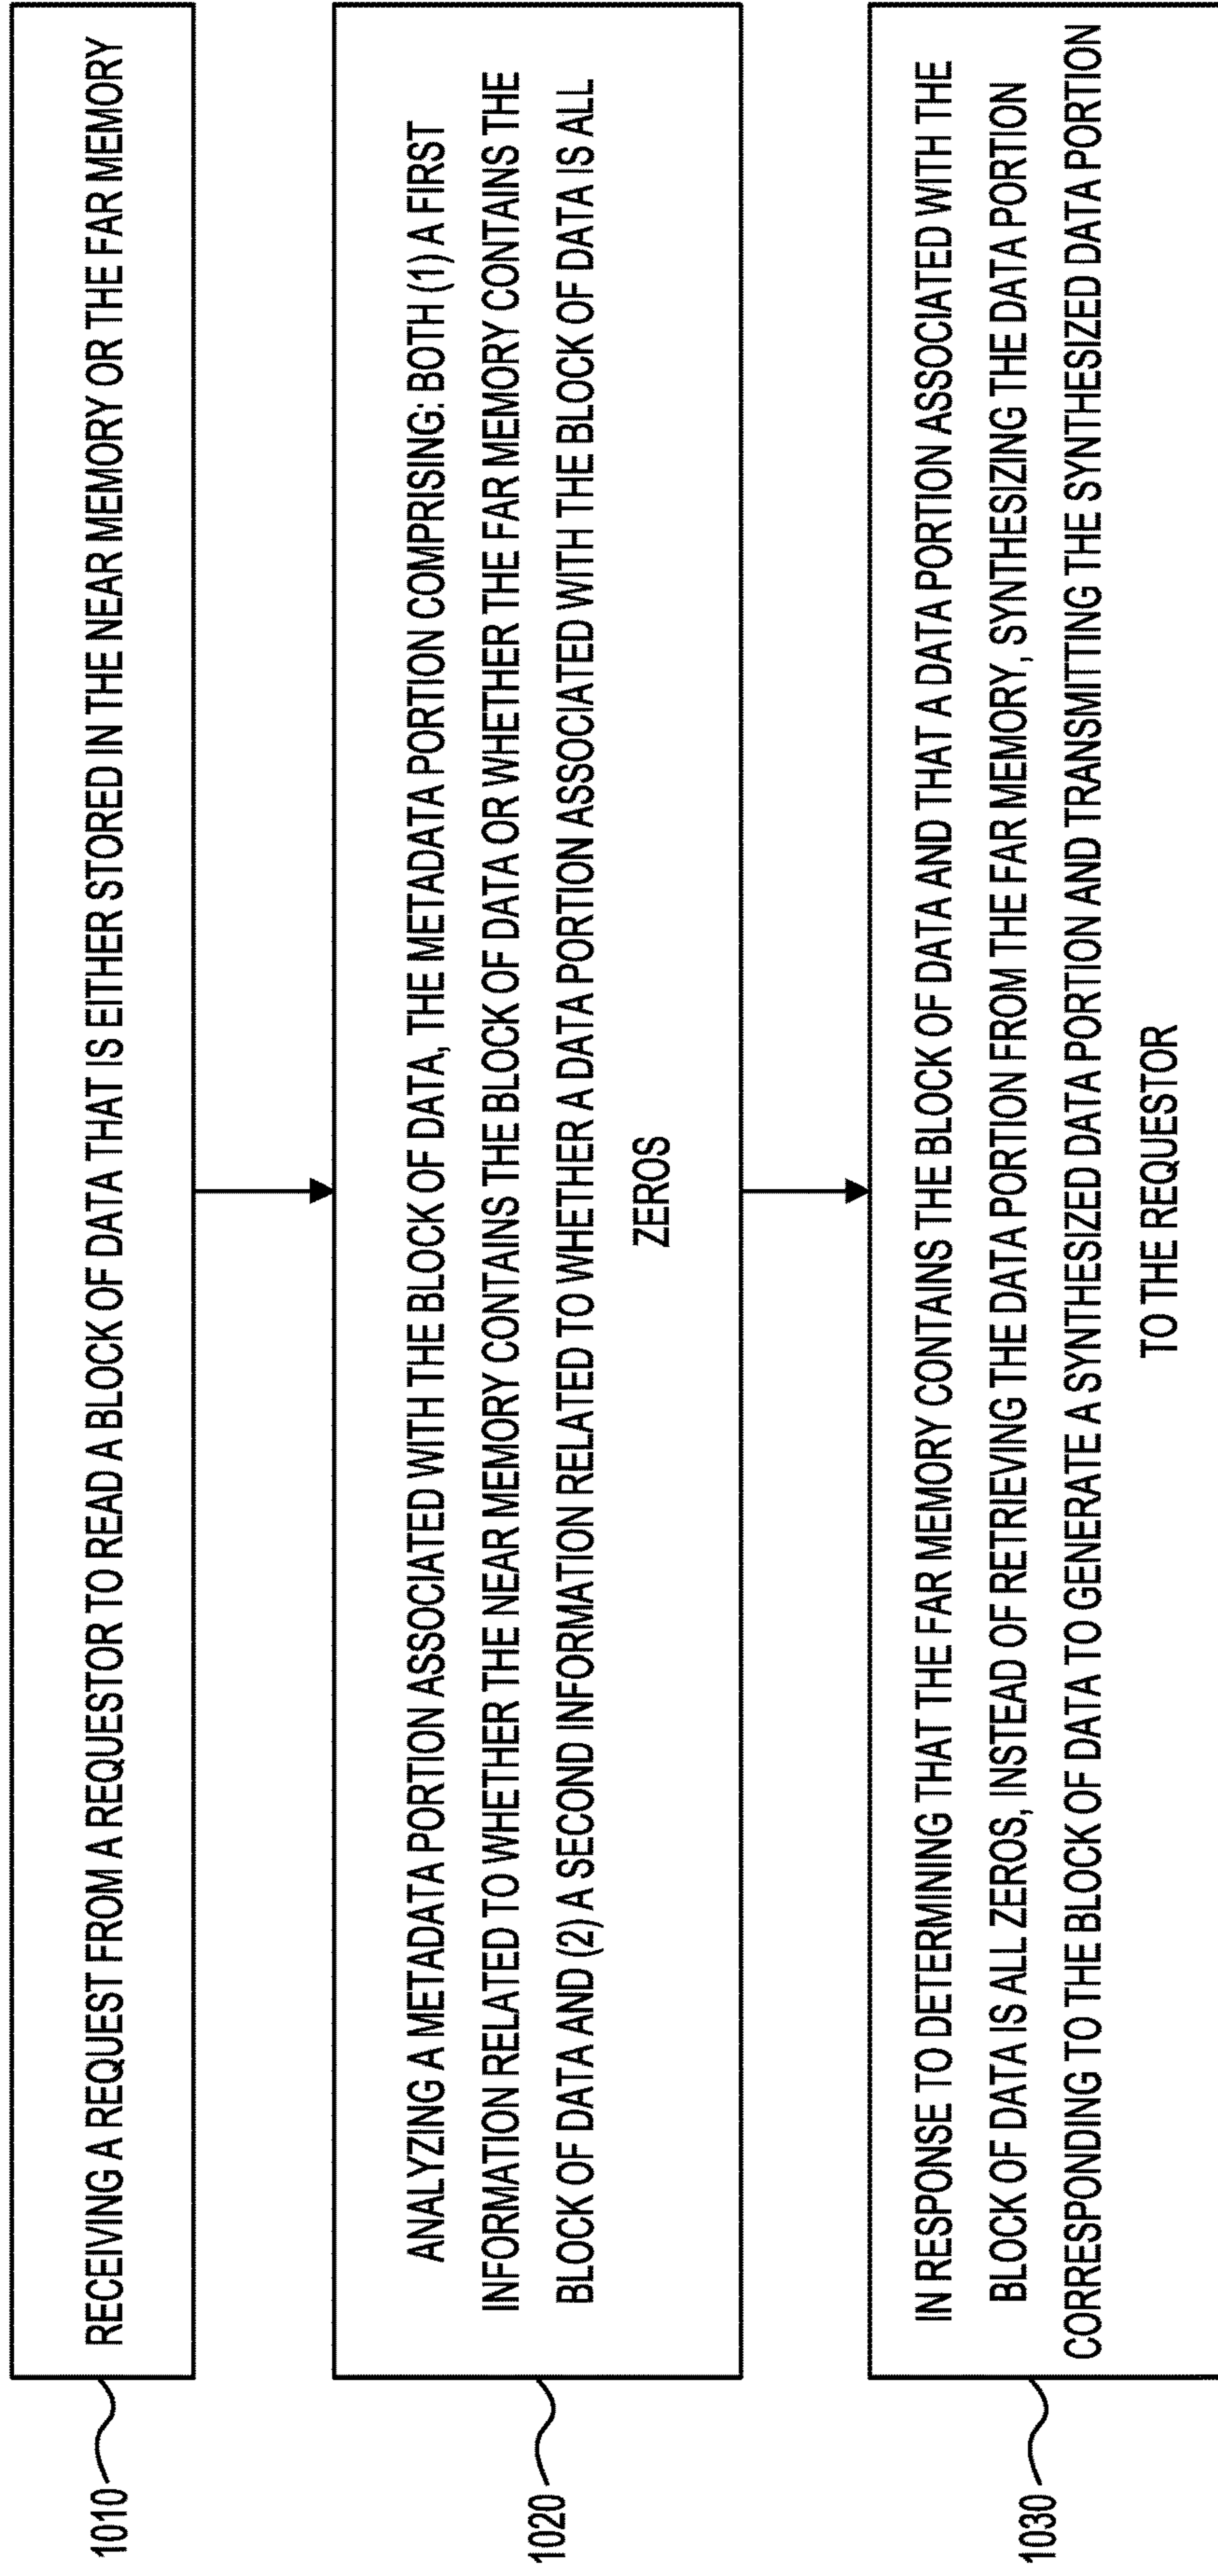 RECEIVING A REQUEST FROM A REQUESTOR TO READ A BLOCK OF DATA THAT IS EITHER STORED IN THE NEAR MEMORY OR THE FAR MEMORY
1010
ANALYZING A METADATA PORTION ASSOCIATED WITH THE BLOCK OF DATA, THE METADATA PORTION COMPRISING: BOTH (1) A FIRST
INFORMATION RELATED TO WHETHER THE NEAR MEMORY CONTAINS THE BLOCK OF DATA OR WHETHER THE FAR MEMORY CONTAINS THE
BLOCK OF DATA AND (2) A SECOND INFORMATION RELATED TO WHETHER A DATA PORTION ASSOCIATED WITH THE BLOCK OF DATA IS ALL
ZEROS
1020
IN RESPONSE TO DETERMINING THAT THE FAR MEMORY CONTAINS THE BLOCK OF DATA AND THAT A DATA PORTION ASSOCIATED WITH THE
BLOCK OF DATA IS ALL ZEROS, INSTEAD OF RETRIEVING THE DATA PORTION FROM THE FAR MEMORY, SYNTHESIZING THE DATA PORTION
CORRESPONDING TO THE BLOCK OF DATA TO GENERATE A SYNTHESIZED DATA PORTION AND TRANSMITTING THE SYNTHESIZED DATA PORTION
TO THE REQUESTOR
1030